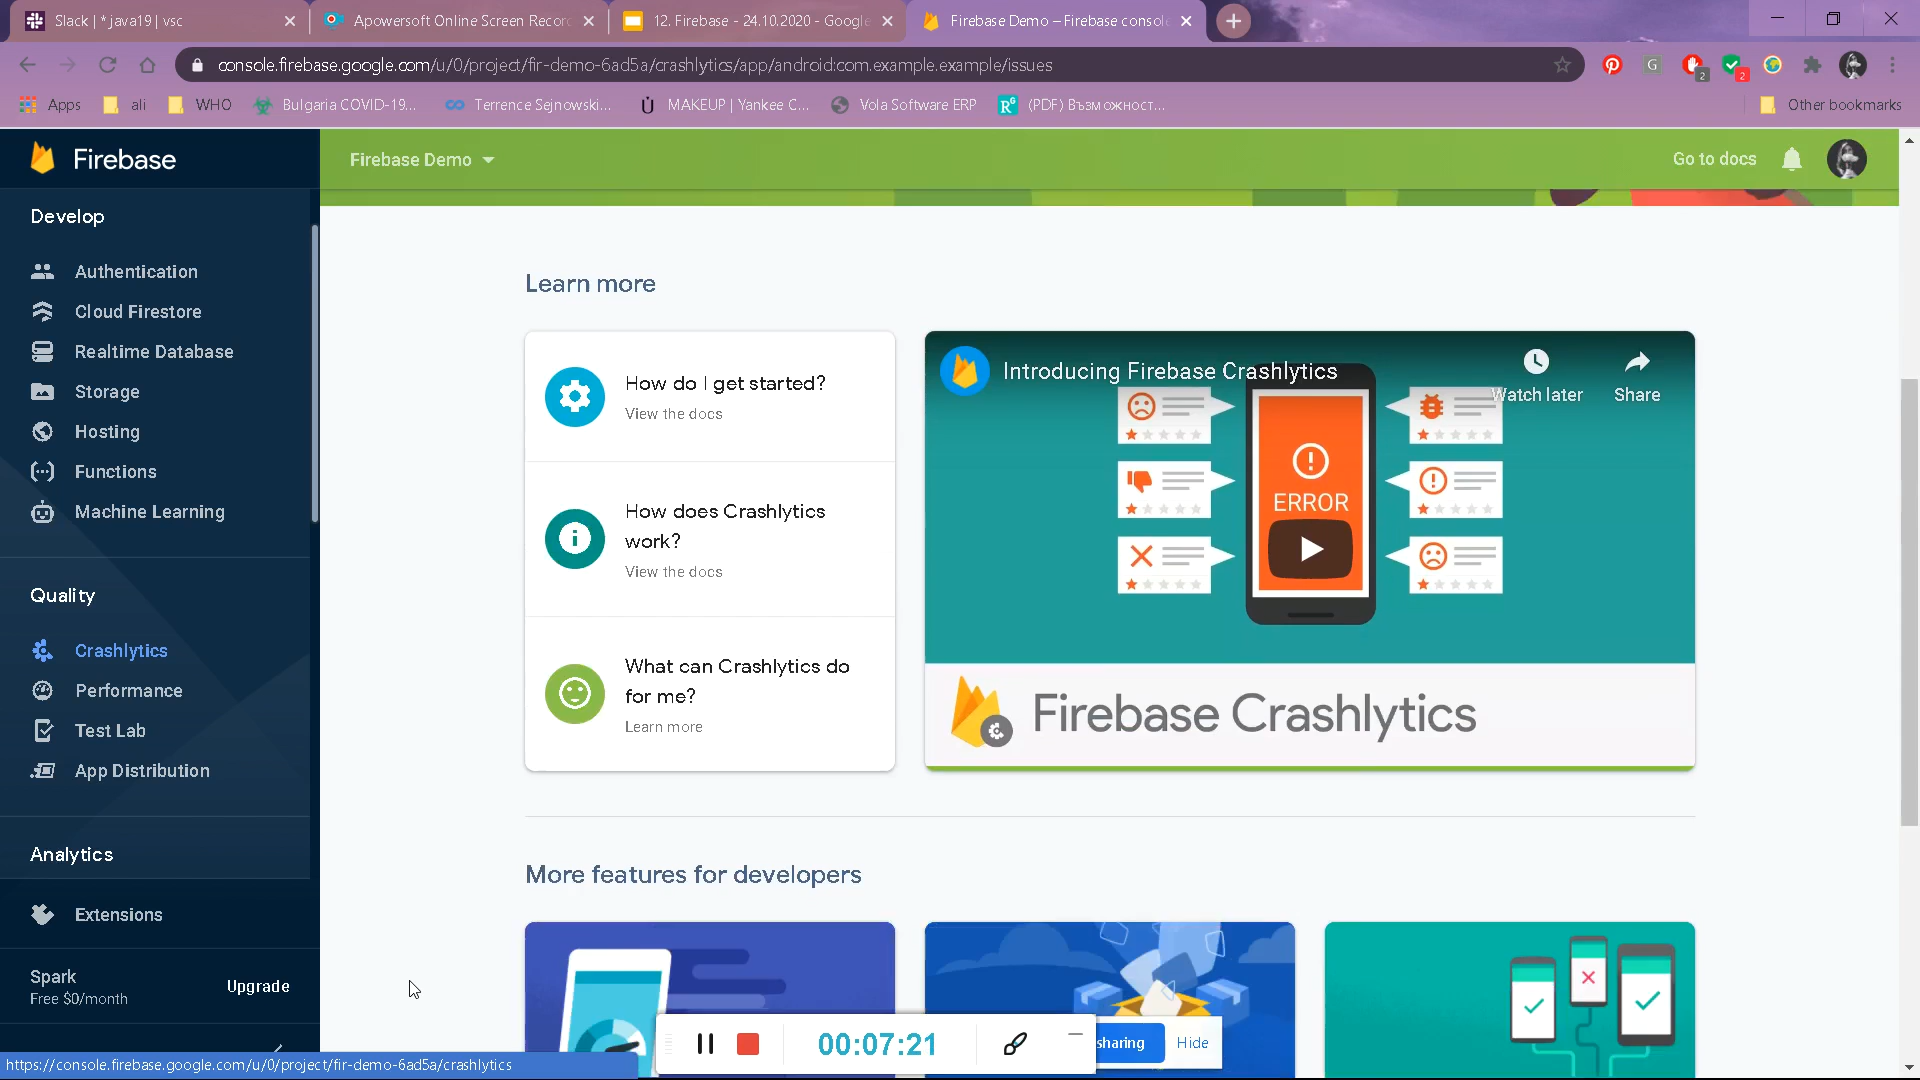 Slack | * java19 | vsc
Apowersoft Online Screen Recorc
12. Firebase - 24.10.2020 - Google
Firebase Demo – Firebase console
console.firebase.google.com/u/0/project/fir-demo-6ad5a/crashlytics/app/android:com.example.example/issues
G
2
2
Apps
ali
WHO
Bulgaria COVID-19...
Terrence Sejnowski...
MAKEUP | Yankee C...
Vola Software ERP
(PDF) Възможност...
Other bookmarks
Firebase
Firebase Demo
Go to docs
Develop
Authentication
Cloud Firestore
Realtime Database
Storage
Hosting
Functions
Machine Learning
Quality
Crashlytics
Performance
Test Lab
App Distribution
Analytics
Extensions
Spark
Free $0/month
Upgrade
Learn more
How do I get started?
View the docs
How does Crashlytics
work?
View the docs
What can Crashlytics do
for me?
Learn more
Introducing Firebase Crashlytics
Watch later
Share
ERROR
Firebase Crashlytics
More features for developers
00:07:21
sharing
Hide
https://console.firebase.google.com/u/0/project/fir-demo-6ad5a/crashlytics